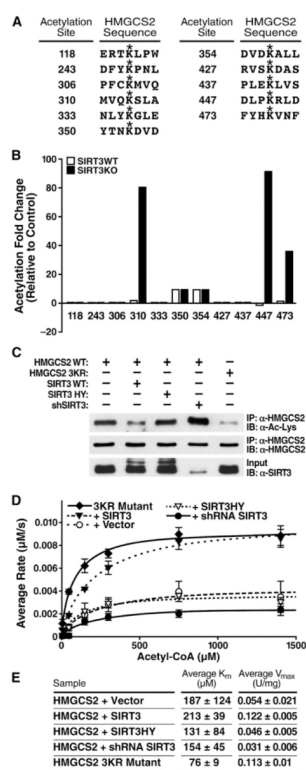 A
Acetylation Site HMGCS2 Sequence Acetylation Site HMGCS2 Sequence
118 ERTK*LPW 354 DVDK*ALL
243 DFYK*PNL 427 RVSK*DAS
306 PFCK*MVQ 437 PLEK*LVS
310 MVQK*SLA 447 DLPK*RLD
333 NLYK*GLE 473 FYHK*VNF
350 YTNK*DVD
B
SIRT3WT
SIRT3KO
Acetylation Fold Change (Relative to Control)
100
80
60
40
20
0
−20
118 243 306 310 333 350 354 427 437 447 473
C
HMGCS2 WT: + + + + −
HMGCS2 3KR: − − − − +
SIRT3 WT: − + − − −
SIRT3 HY: − − + − −
shSIRT3: − − − + −
IP: α-HMGCS2
IB: α-Ac-Lys
IP: α-HMGCS2
IB: α-HMGCS2
Input
IB: α-SIRT3
D
3KR Mutant
+ SIRT3
+ Vector
+ SIRT3HY
+ shRNA SIRT3
Average Rate (μM/s)
0.010
0.008
0.006
0.004
0.002
0
0 500 1000 1500
Acetyl-CoA (μM)
E
Sample Average Km (μM) Average Vmax (U/mg)
HMGCS2 + Vector 187 ± 124 0.054 ± 0.021
HMGCS2 + SIRT3 213 ± 39 0.122 ± 0.005
HMGCS2 + SIRT3HY 131 ± 84 0.046 ± 0.005
HMGCS2 + shRNA SIRT3 154 ± 45 0.031 ± 0.006
HMGCS2 3KR Mutant 76 ± 9 0.113 ± 0.01